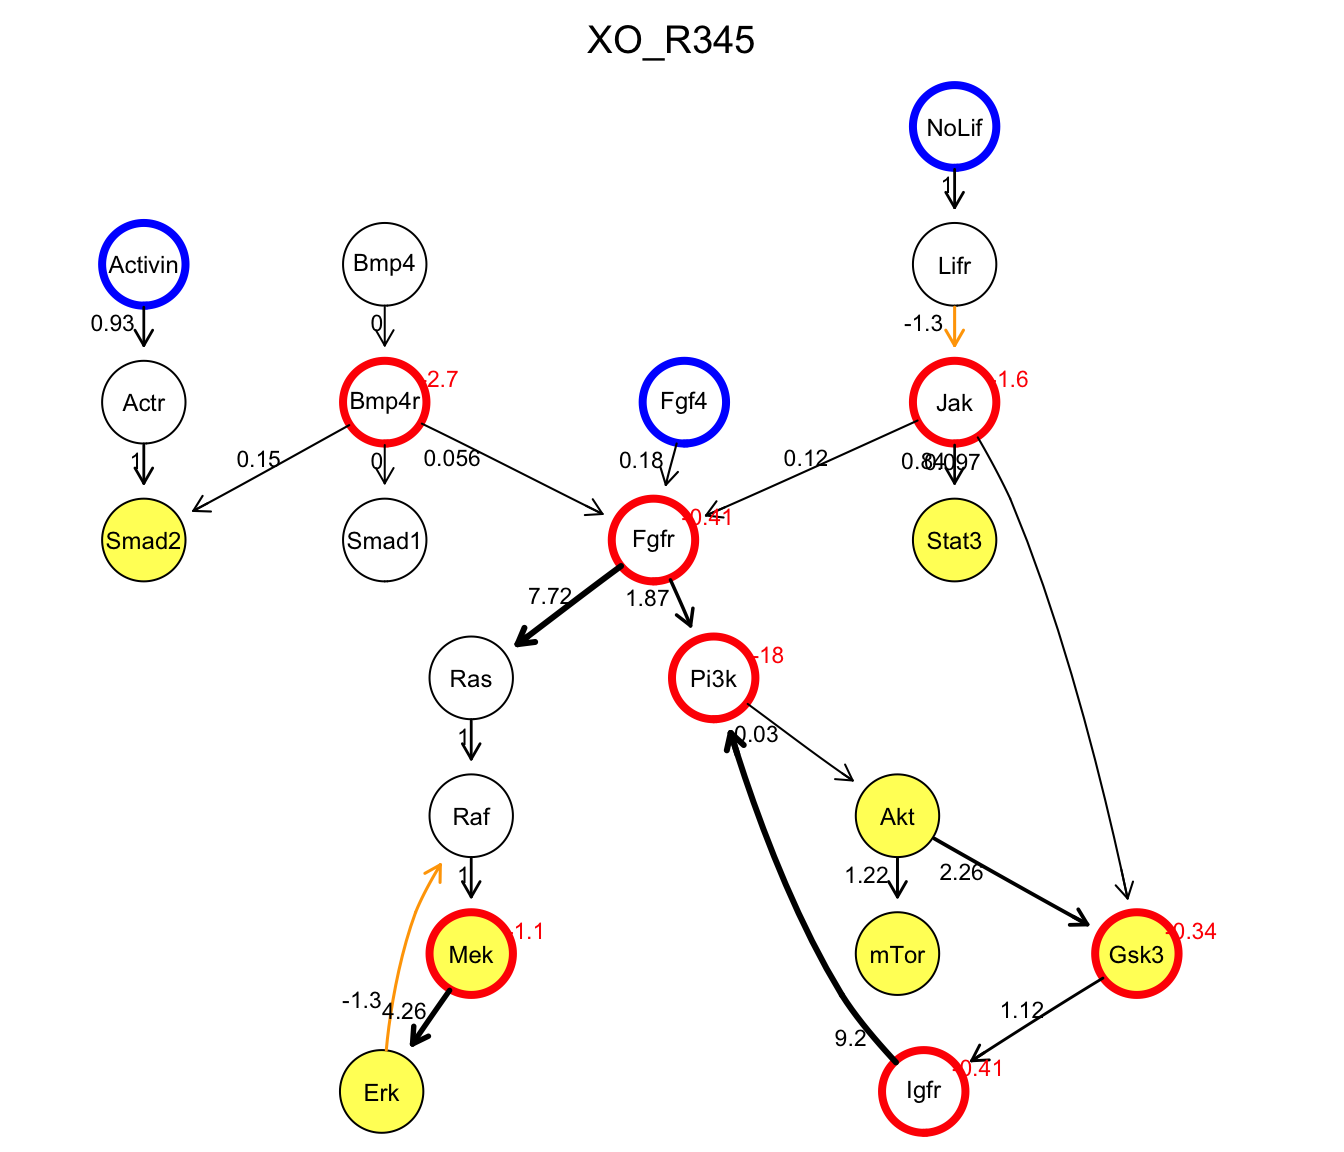 XO_R345
NoLif
1
Activin
Bmp4
Lifr
0.93
0
-1.3
Actr
Bmp4r
-2.7
Fgf4
Jak
-1.6
1
0.15
0
0.056
0.18
0.12
0.84
0.097
Smad2
Smad1
Fgfr
-0.41
Stat3
7.72
1.87
Ras
Pi3k
-18
1
0.03
Raf
Akt
1
1.22
2.26
Mek
-1.1
mTor
Gsk3
-0.34
-1.3
4.26
1.12
9.2
Erk
Igfr
-0.41